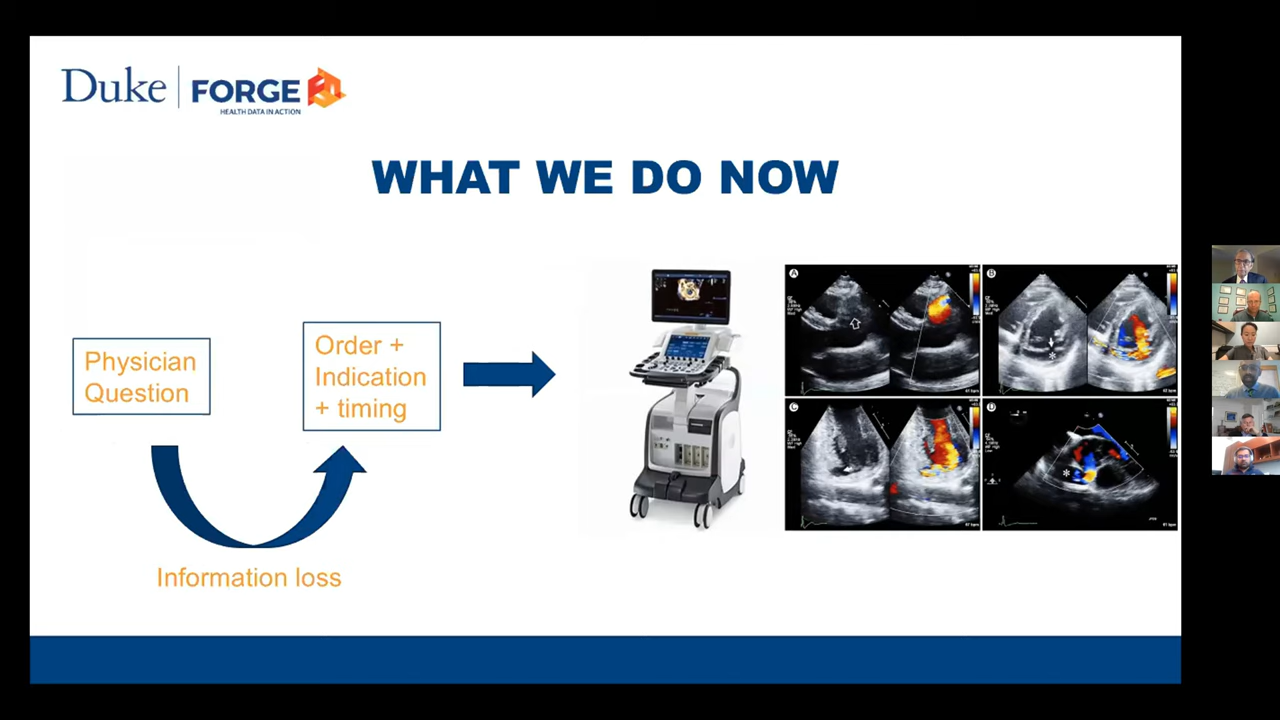 Duke FORGE
HEALTH DATA IN ACTION
WHAT WE DO NOW
Physician
Question
Order +
Indication
+ timing
Information loss
A
B
C
D